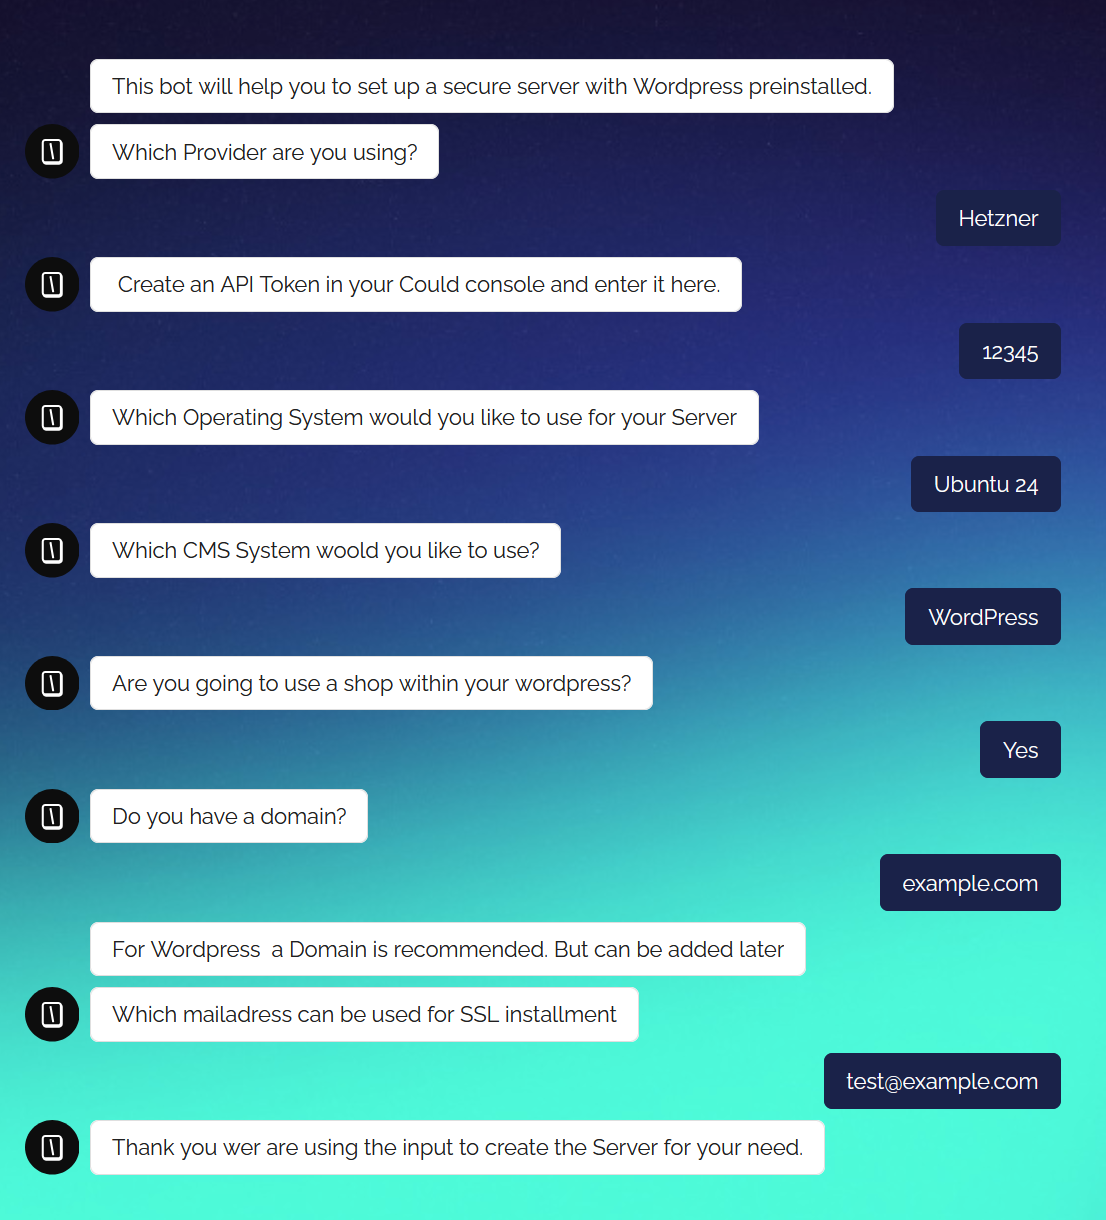 This bot will help you to set up a secure server with Wordpress preinstalled.
Which Provider are you using?
Hetzner
Create an API Token in your Could console and enter it here.
12345
Which Operating System would you like to use for your Server
Ubuntu 24
Which CMS System woold you like to use?
WordPress
Are you going to use a shop within your wordpress?
Yes
Do you have a domain?
example.com
For Wordpress  a Domain is recommended. But can be added later
Which mailadress can be used for SSL installment
test@example.com
Thank you wer are using the input to create the Server for your need.